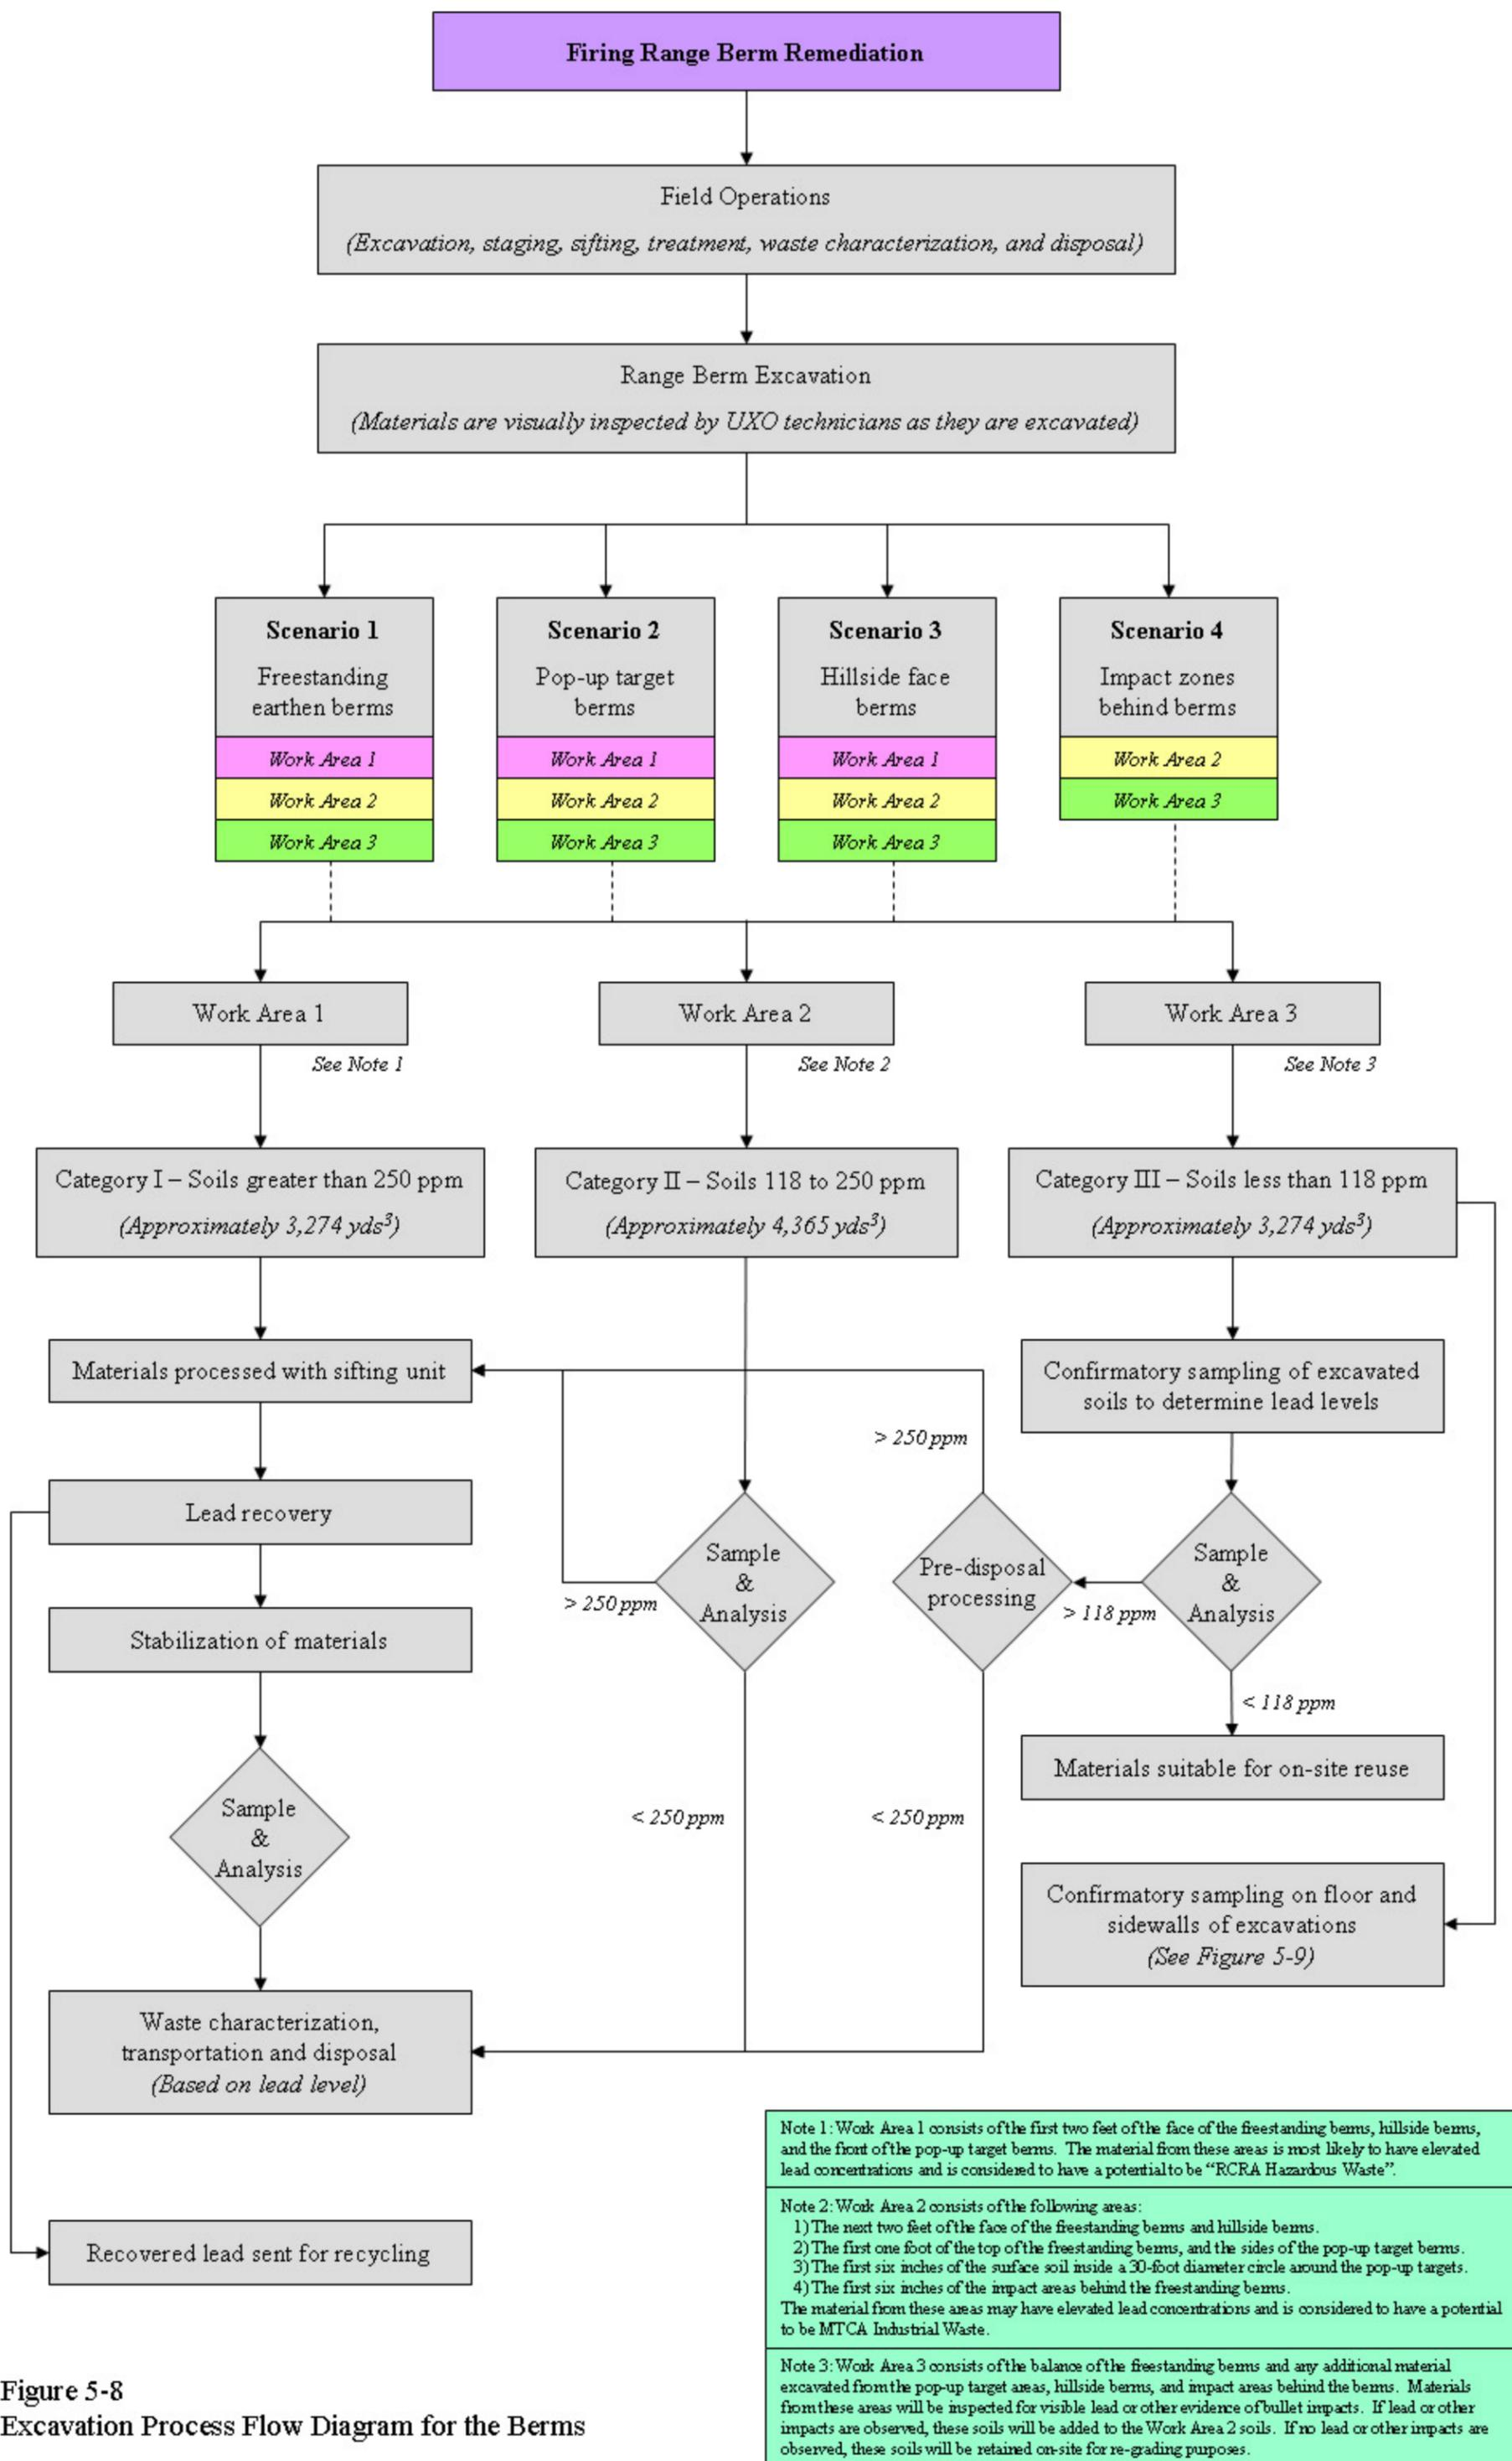 Firing Range Berm Remediation
Field Operations
(Excavation, staging, sifting, treatment, waste characterization, and disposal)
Range Berm Excavation
(Materials are visually inspected by UXO technicians as they are excavated)
Scenario 1
Freestanding
earthen berms
Work Area 1
Work Area 2
Work Area 3
Scenario 2
Pop-up target
berms
Work Area 1
Work Area 2
Work Area 3
Scenario 3
Hillside face
berms
Work Area 1
Work Area 2
Work Area 3
Scenario 4
Impact zones
behind berms
Work Area 2
Work Area 3
Work Area 1
See Note 1
Work Area 2
See Note 2
Work Area 3
See Note 3
Category I – Soils greater than 250 ppm
(Approximately 3,274 yds³)
Category II – Soils 118 to 250 ppm
(Approximately 4,365 yds³)
Category III – Soils less than 118 ppm
(Approximately 3,274 yds³)
Materials processed with sifting unit
Confirmatory sampling of excavated
soils to determine lead levels
> 250 ppm
Lead recovery
Sample
&
Analysis
> 250 ppm
Pre-disposal
processing
> 118 ppm
Sample
&
Analysis
Stabilization of materials
< 118 ppm
Materials suitable for on-site reuse
Sample
&
Analysis
< 250 ppm
< 250 ppm
Confirmatory sampling on floor and
sidewalls of excavations
(See Figure 5-9)
Waste characterization,
transportation and disposal
(Based on lead level)
Recovered lead sent for recycling
Note 1: Work Area 1 consists of the first two feet of the face of the freestanding berms, hillside berms,
and the front of the pop-up target berms. The material from these areas is most likely to have elevated
lead concentrations and is considered to have a potential to be “RCRA Hazardous Waste”.
Note 2: Work Area 2 consists of the following areas:
1) The next two feet of the face of the freestanding berms and hillside berms.
2) The first one foot of the top of the freestanding berms, and the sides of the pop-up target berms.
3) The first six inches of the surface soil inside a 30-foot diameter circle around the pop-up targets.
4) The first six inches of the impact areas behind the freestanding berms.
The material from these areas may have elevated lead concentrations and is considered to have a potential
to be MTCA Industrial Waste.
Note 3: Work Area 3 consists of the balance of the freestanding berms and any additional material
excavated from the pop-up target areas, hillside berms, and impact areas behind the berms. Materials
from these areas will be inspected for visible lead or other evidence of bullet impacts. If lead or other
impacts are observed, these soils will be added to the Work Area 2 soils. If no lead or other impacts are
observed, these soils will be retained on-site for re-grading purposes.
Figure 5-8
Excavation Process Flow Diagram for the Berms